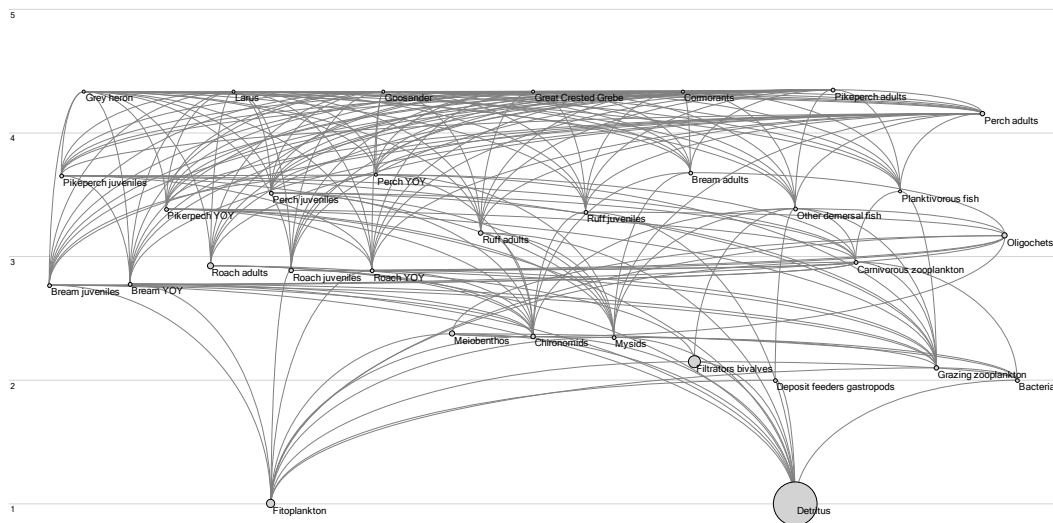 5
Grey heron
Larus
Goosander
Great Crested Grebe
Cormorants
Pikeperch adults
Perch adults
4
Pikeperch juveniles
Perch YOY
Bream adults
Perch juveniles
Planktivorous fish
Pikerpech YOY
Ruff juveniles
Other demersal fish
Ruff adults
Oligochets
3
Roach adults
Roach juveniles
Roach YOY
Carnivorous zooplankton
Bream juveniles
Bream YOY
Meiobenthos
Chironomids
Mysids
Filtrators bivalves
Grazing zooplankton
2
Deposit feeders gastropods
Bacteria
1
Fitoplankton
Detritus